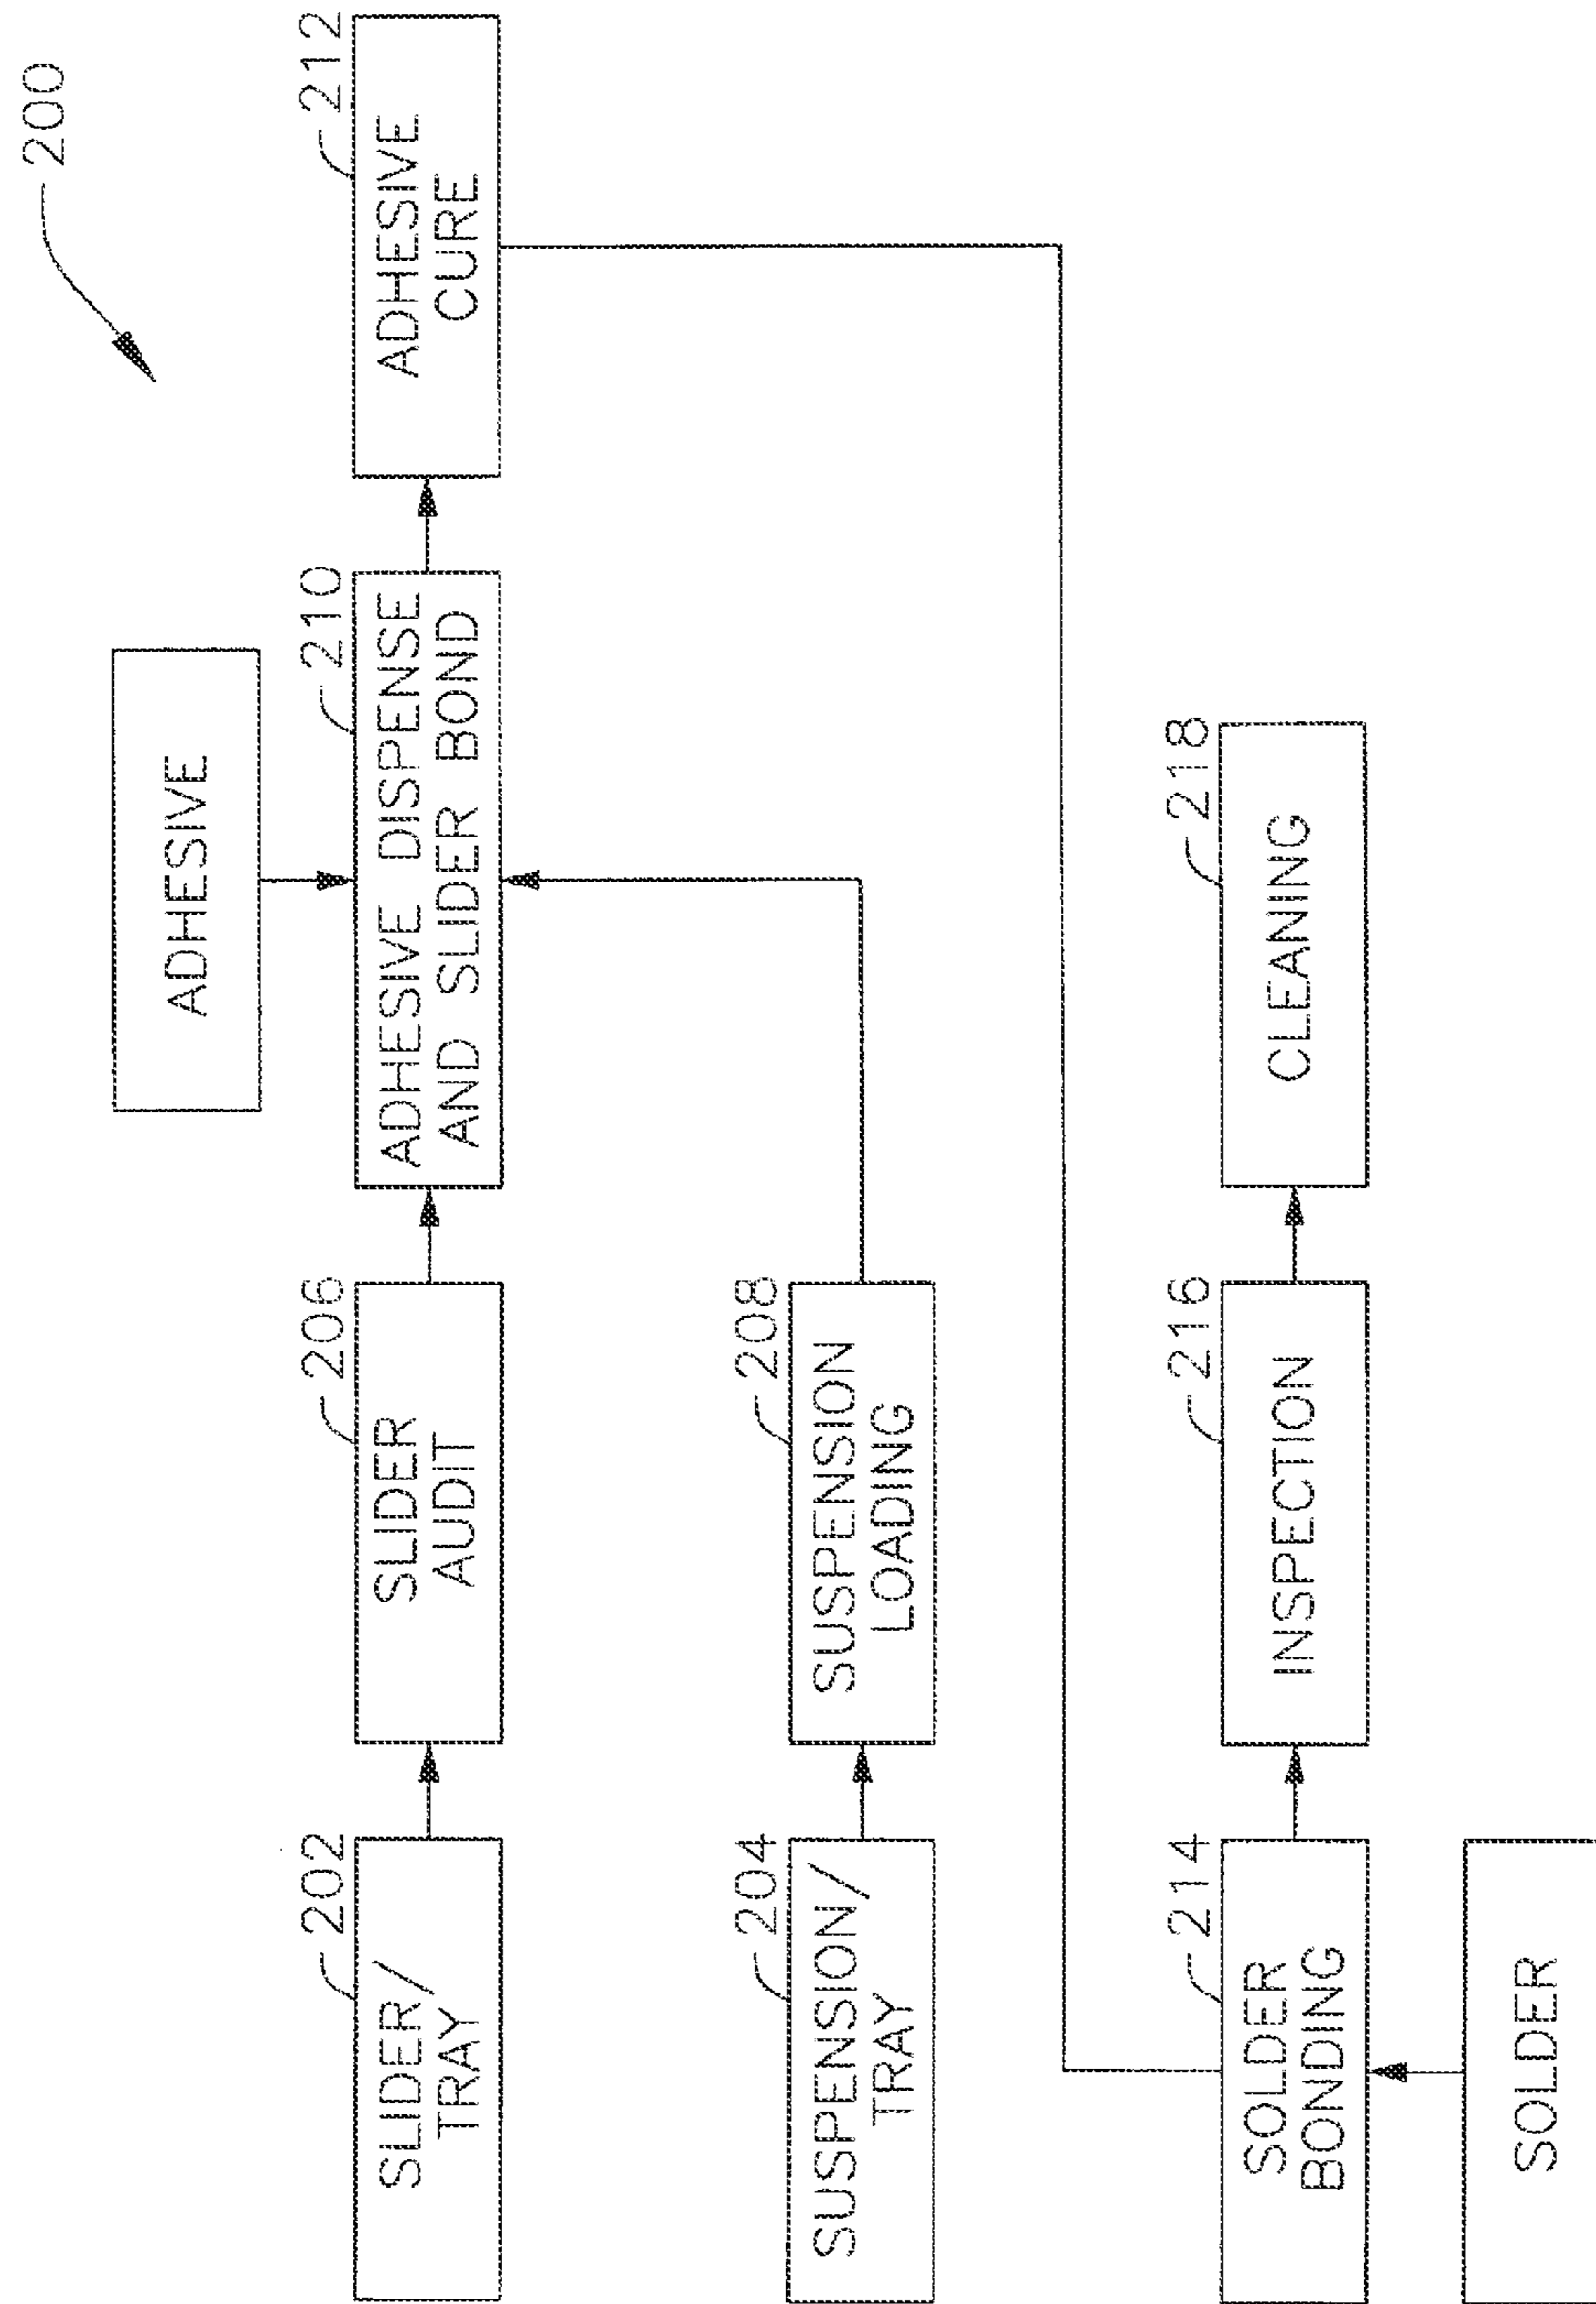 200
ADHESIVE
202
SLIDER/
TRAY
206
SLIDER
AUDIT
210
ADHESIVE DISPENSE
AND SLIDER BOND
212
ADHESIVE
CURE
204
SUSPENSION/
TRAY
208
SUSPENSION
LOADING
214
SOLDER
BONDING
216
INSPECTION
218
CLEANING
SOLDER